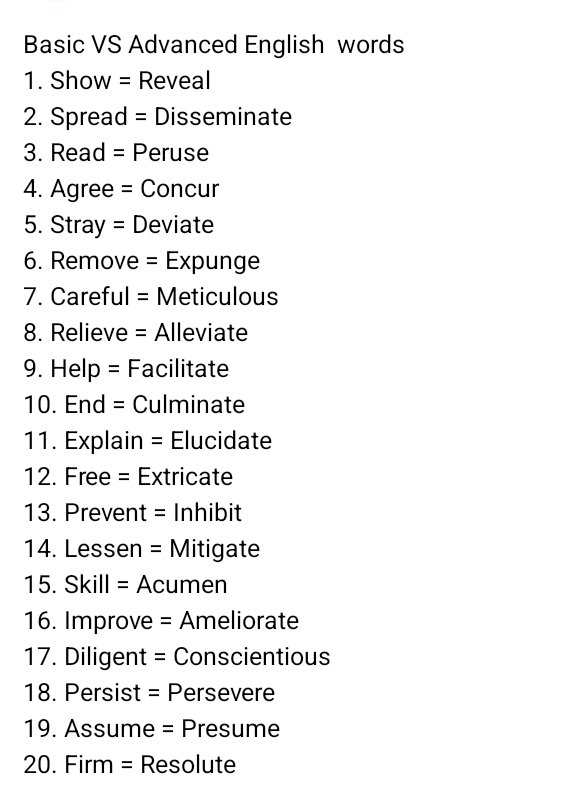 Basic VS Advanced English  words
1. Show = Reveal
2. Spread = Disseminate
3. Read = Peruse
4. Agree = Concur
5. Stray = Deviate
6. Remove = Expunge
7. Careful = Meticulous
8. Relieve = Alleviate
9. Help = Facilitate
10. End = Culminate
11. Explain = Elucidate
12. Free = Extricate
13. Prevent = Inhibit
14. Lessen = Mitigate
15. Skill = Acumen
16. Improve = Ameliorate
17. Diligent = Conscientious
18. Persist = Persevere
19. Assume = Presume
20. Firm = Resolute